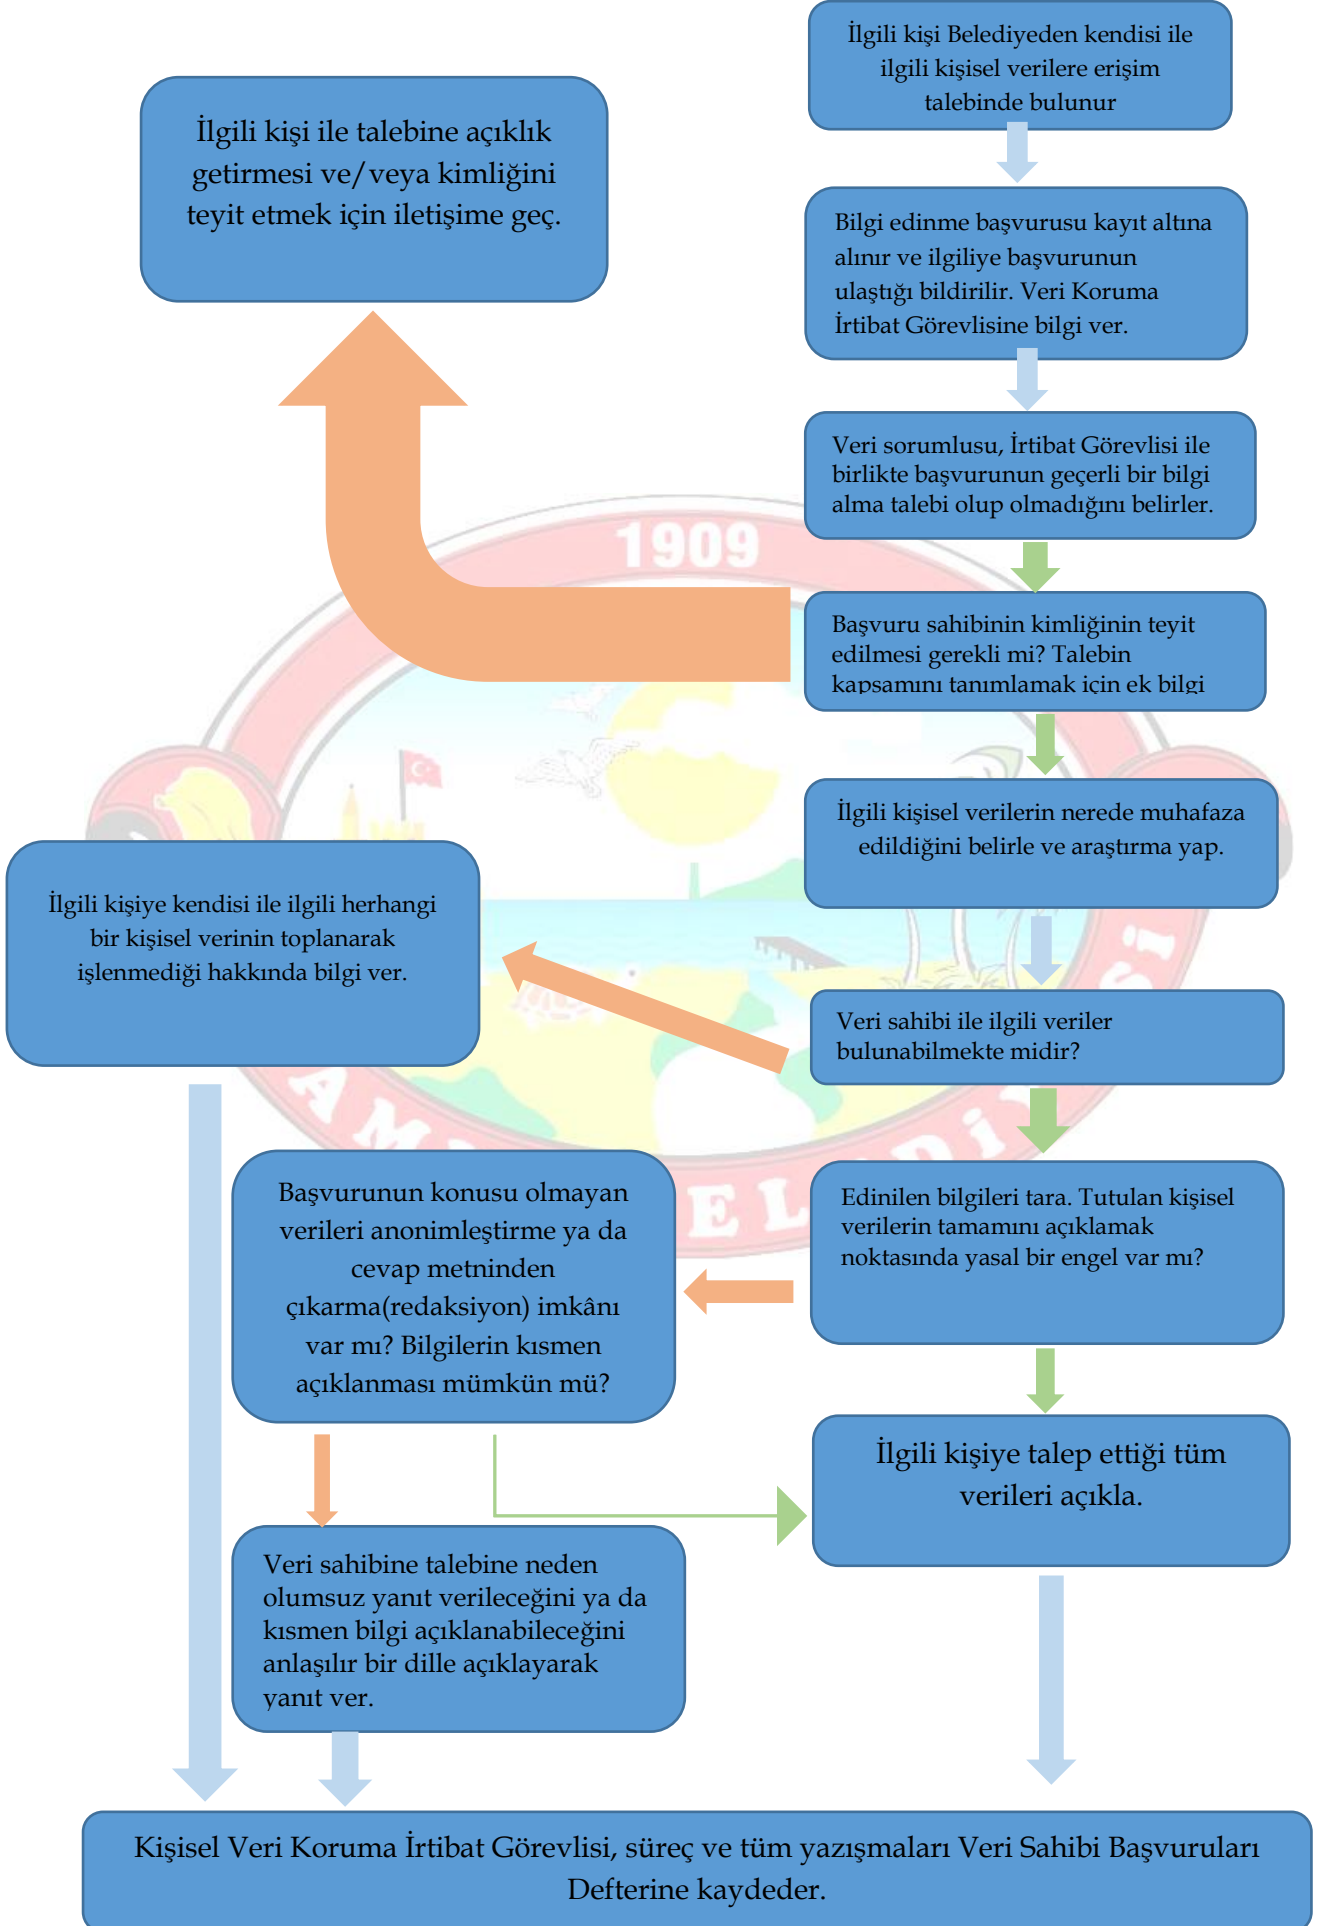 İlgili kişi Belediyeden kendisi ile
ilgili kişisel verilere erişim
talebinde bulunur
İlgili kişi ile talebine açıklık
getirmesi ve/veya kimliğini
teyit etmek için iletişime geç.
Bilgi edinme başvurusu kayıt altına
alınır ve ilgiliye başvurunun
ulaştığı bildirilir. Veri Koruma
İrtibat Görevlisine bilgi ver.
Veri sorumlusu, İrtibat Görevlisi ile
birlikte başvurunun geçerli bir bilgi
alma talebi olup olmadığını belirler.
1909
Başvuru sahibinin kimliğinin teyit
edilmesi gerekli mi? Talebin
kapsamını tanımlamak için ek bilgi
İlgili kişisel verilerin nerede muhafaza
edildiğini belirle ve araştırma yap.
İlgili kişiye kendisi ile ilgili herhangi
bir kişisel verinin toplanarak
işlenmediği hakkında bilgi ver.
Veri sahibi ile ilgili veriler
bulunabilmekte midir?
Edinilen bilgileri tara. Tutulan kişisel
verilerin tamamını açıklamak
noktasında yasal bir engel var mı?
Başvurunun konusu olmayan
verileri anonimleştirme ya da
cevap metninden
çıkarma(redaksiyon) imkânı
var mı? Bilgilerin kısmen
açıklanması mümkün mü?
İlgili kişiye talep ettiği tüm
verileri açıkla.
Veri sahibine talebine neden
olumsuz yanıt verileceğini ya da
kısmen bilgi açıklanabileceğini
anlaşılır bir dille açıklayarak
yanıt ver.
Kişisel Veri Koruma İrtibat Görevlisi, süreç ve tüm yazışmaları Veri Sahibi Başvuruları
Defterine kaydeder.